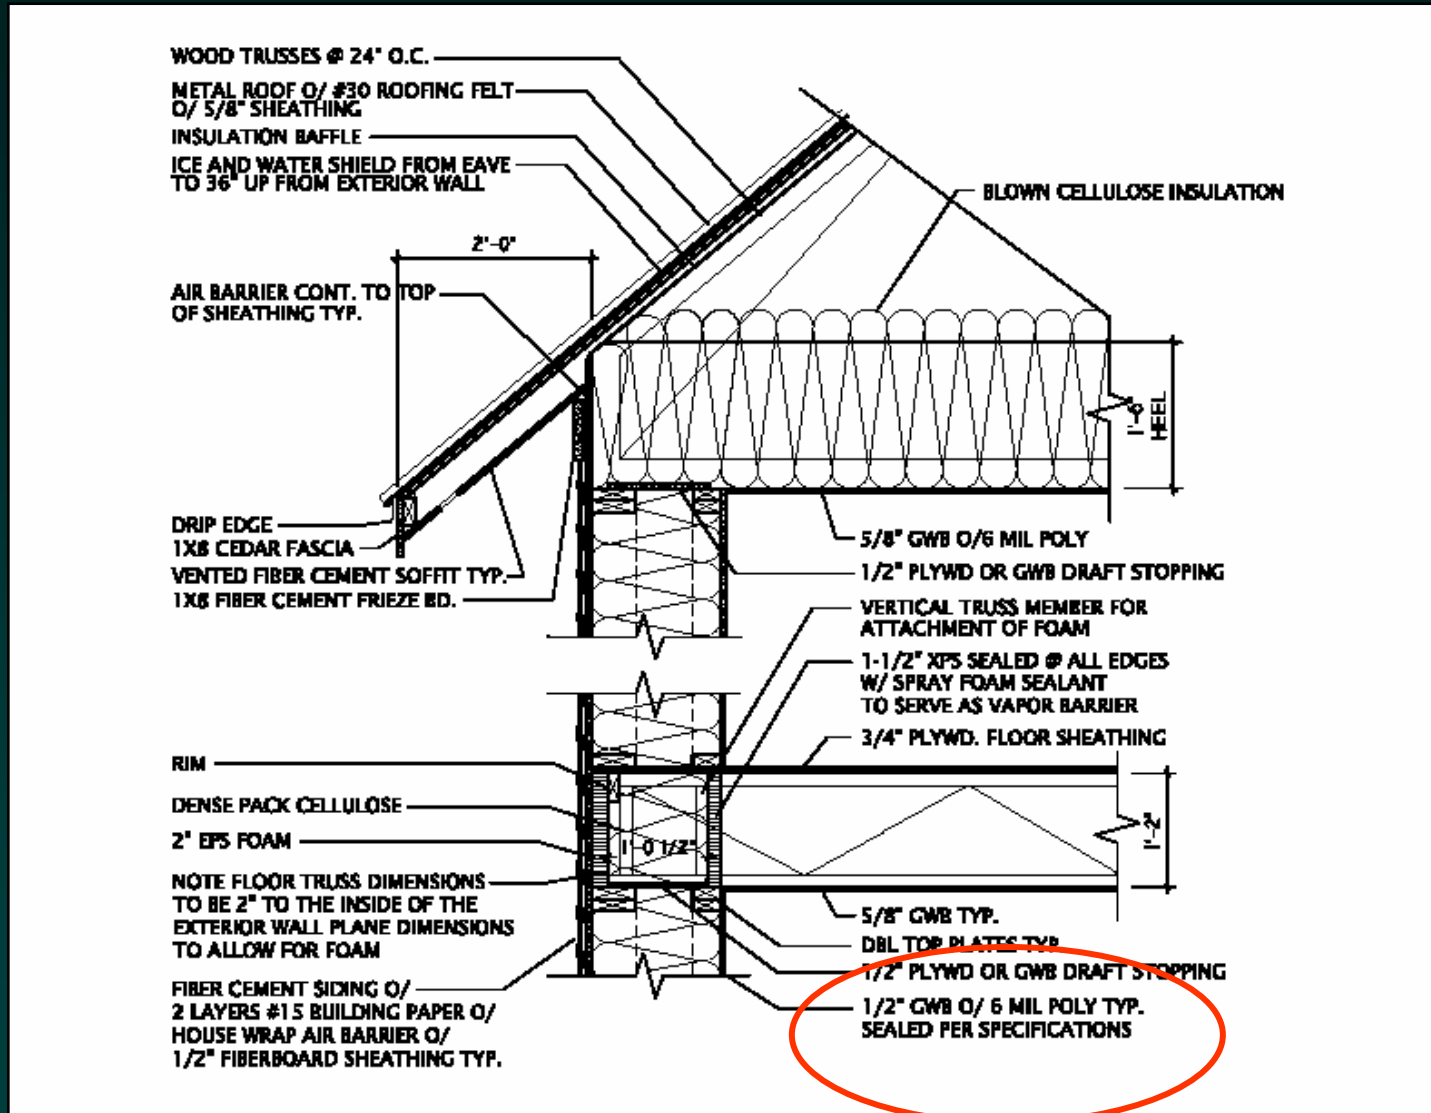 WOOD TRUSSES @ 24" O.C.
METAL ROOF O/ #30 ROOFING FELT
O/ 5/8" SHEATHING
INSULATION BAFFLE
ICE AND WATER SHIELD FROM EAVE
TO 36" UP FROM EXTERIOR WALL
BLOWN CELLULOSE INSULATION
2'-0"
AIR BARRIER CONT. TO TOP
OF SHEATHING TYP.
1'-6
HEEL
DRIP EDGE
1X8 CEDAR FASCIA
VENTED FIBER CEMENT SOFFIT TYP.
1X8 FIBER CEMENT FRIEZE BD.
5/8" GWB O/6 MIL POLY
1/2" PLYWD OR GWB DRAFT STOPPING
VERTICAL TRUSS MEMBER FOR
ATTACHMENT OF FOAM
1-1/2" XPS SEALED @ ALL EDGES
W/ SPRAY FOAM SEALANT
TO SERVE AS VAPOR BARRIER
3/4" PLYWD. FLOOR SHEATHING
RIM
DENSE PACK CELLULOSE
2" EPS FOAM
1'-0 1/2"
1'-2"
NOTE FLOOR TRUSS DIMENSIONS
TO BE 2" TO THE INSIDE OF THE
EXTERIOR WALL PLANE DIMENSIONS
TO ALLOW FOR FOAM
FIBER CEMENT SIDING O/
2 LAYERS #15 BUILDING PAPER O/
HOUSE WRAP AIR BARRIER O/
1/2" FIBERBOARD SHEATHING TYP.
5/8" GWB TYP.
DBL TOP PLATES TYP
1/2" PLYWD OR GWB DRAFT STOPPING
1/2" GWB O/ 6 MIL POLY TYP.
SEALED PER SPECIFICATIONS